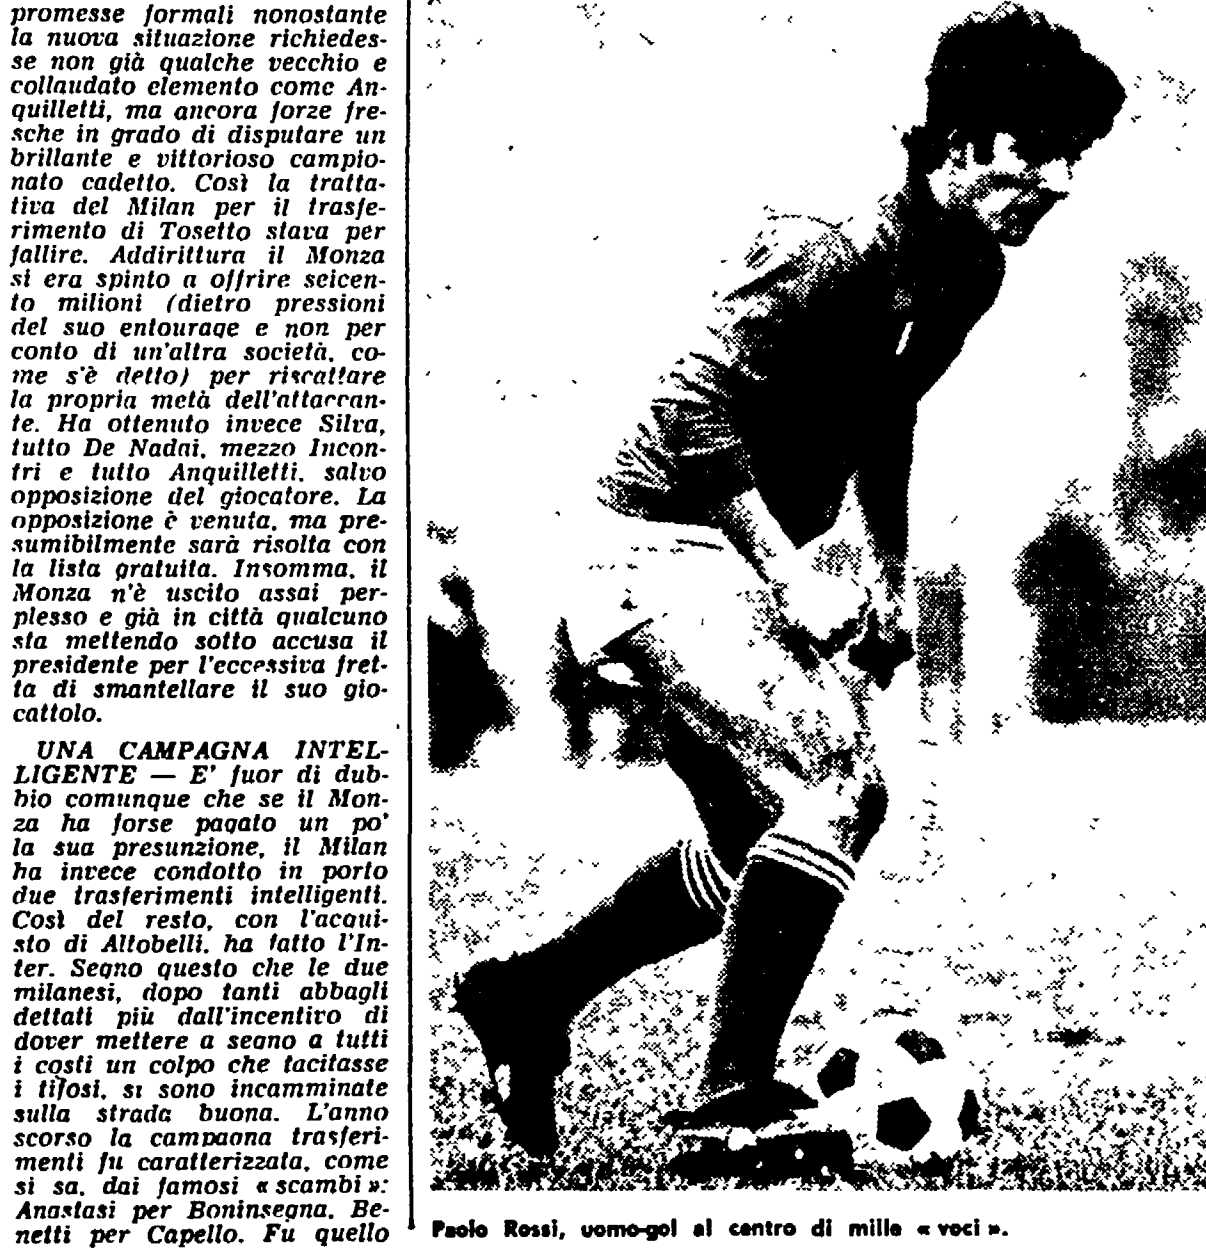 promesse formali nonostante
la nuova situazione richiedes-
se non già qualche vecchio e
collaudato elemento come An-
quilletti, ma ancora forze fre-
sche in grado di disputare un
brillante e vittorioso campio-
nato cadetto. Così la tratta-
tiva del Milan per il trasfe-
rimento di Tosetto stava per
fallire. Addirittura il Monza
si era spinto a offrire seicen-
to milioni (dietro pressioni
del suo entourage e non per
conto di un'altra società, co-
me s'è detto) per riscattare
la propria metà dell'attaccan-
te. Ha ottenuto invece Silva,
tutto De Nadai, mezzo Incon-
tri e tutto Anquilletti, salvo
opposizione del giocatore. La
opposizione è venuta, ma pre-
sumibilmente sarà risolta con
la lista gratuita. Insomma, il
Monza n'è uscito assai per-
plesso e già in città qualcuno
sta mettendo sotto accusa il
presidente per l'eccessiva fret-
ta di smantellare il suo gio-
cattolo.
UNA CAMPAGNA INTEL-
LIGENTE — E' fuor di dub-
bio comunque che se il Mon-
za ha forse pagato un po'
la sua presunzione, il Milan
ha invece condotto in porto
due trasferimenti intelligenti.
Così del resto, con l'acqui-
sto di Altobelli, ha fatto l'In-
ter. Segno questo che le due
milanesi, dopo tanti abbagli
dettati più dall'incentivo di
dover mettere a segno a tutti
i costi un colpo che tacitasse
i tifosi, si sono incamminate
sulla strada buona. L'anno
scorso la campagna trasferi-
menti fu caratterizzata, come
si sa, dai famosi « scambi »:
Anastasi per Boninsegna, Be-
netti per Capello. Fu quello
Paolo Rossi, uomo-gol al centro di mille « voci ».